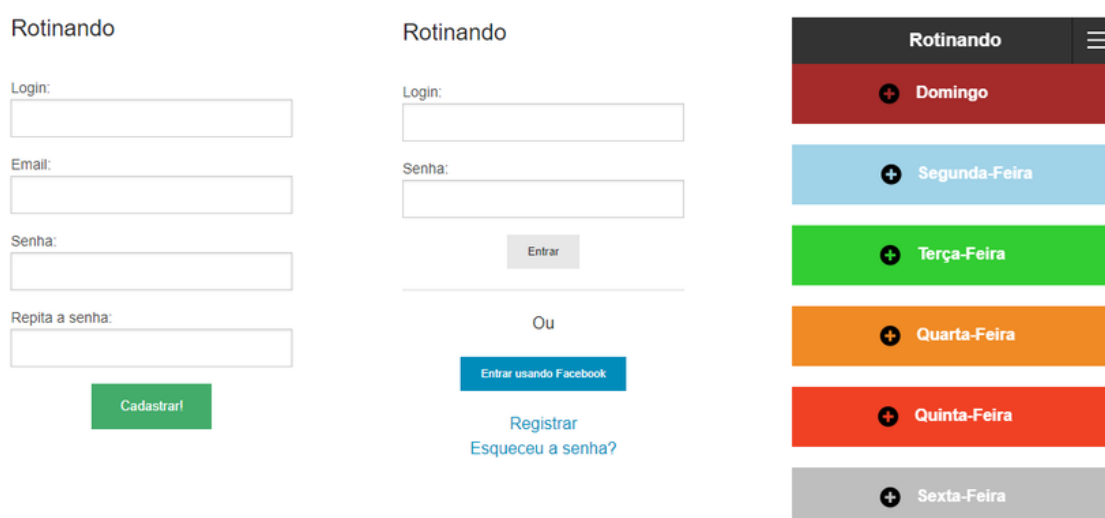 Rotinando
Login:
Email:
Senha:
Repita a senha:
Cadastrar!
Rotinando
Login:
Senha:
Entrar
Ou
Entrar usando Facebook
Registrar
Esqueceu a senha?
Rotinando
Domingo
Segunda-Feira
Terça-Feira
Quarta-Feira
Quinta-Feira
Sexta-Feira